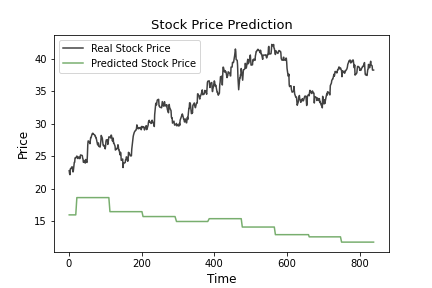 Stock Price Prediction
Real Stock Price
Predicted Stock Price
Price
40
35
30
25
20
15
0 200 400 600 800
Time